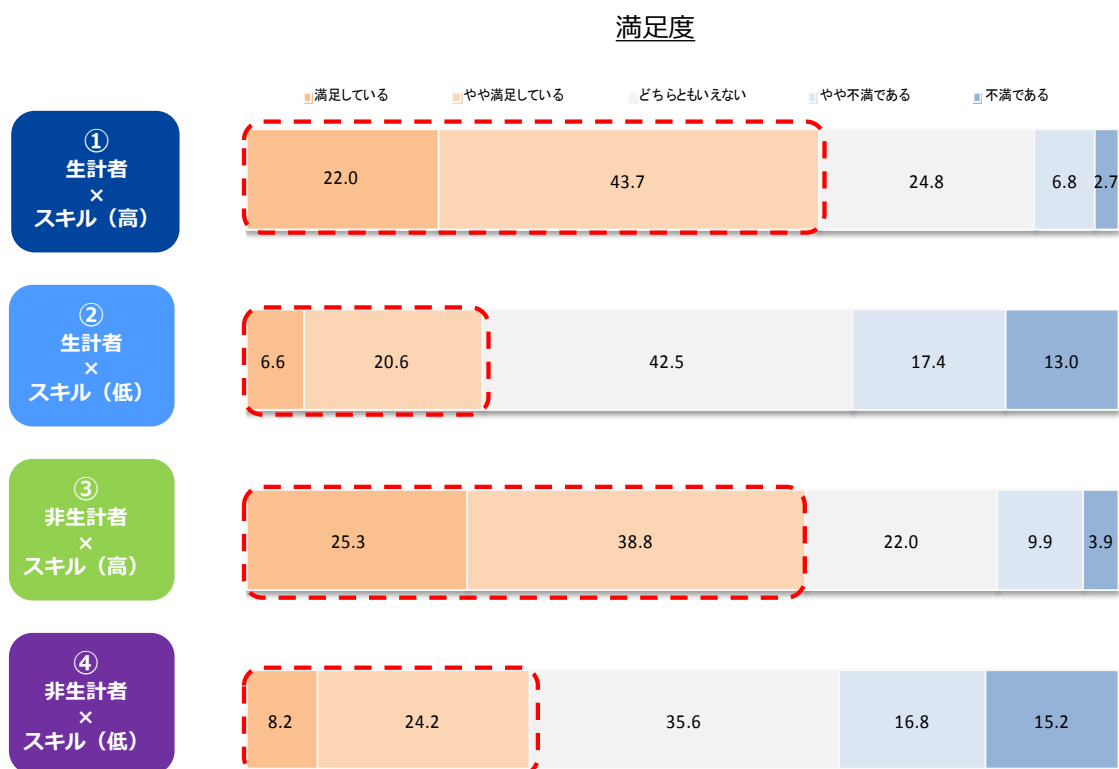 満足度
満足している やや満足している どちらともいえない やや不満である 不満である
①
生計者
×
スキル（高）
22.0 43.7 24.8 6.8 2.7
②
生計者
×
スキル（低）
6.6 20.6 42.5 17.4 13.0
③
非生計者
×
スキル（高）
25.3 38.8 22.0 9.9 3.9
④
非生計者
×
スキル（低）
8.2 24.2 35.6 16.8 15.2